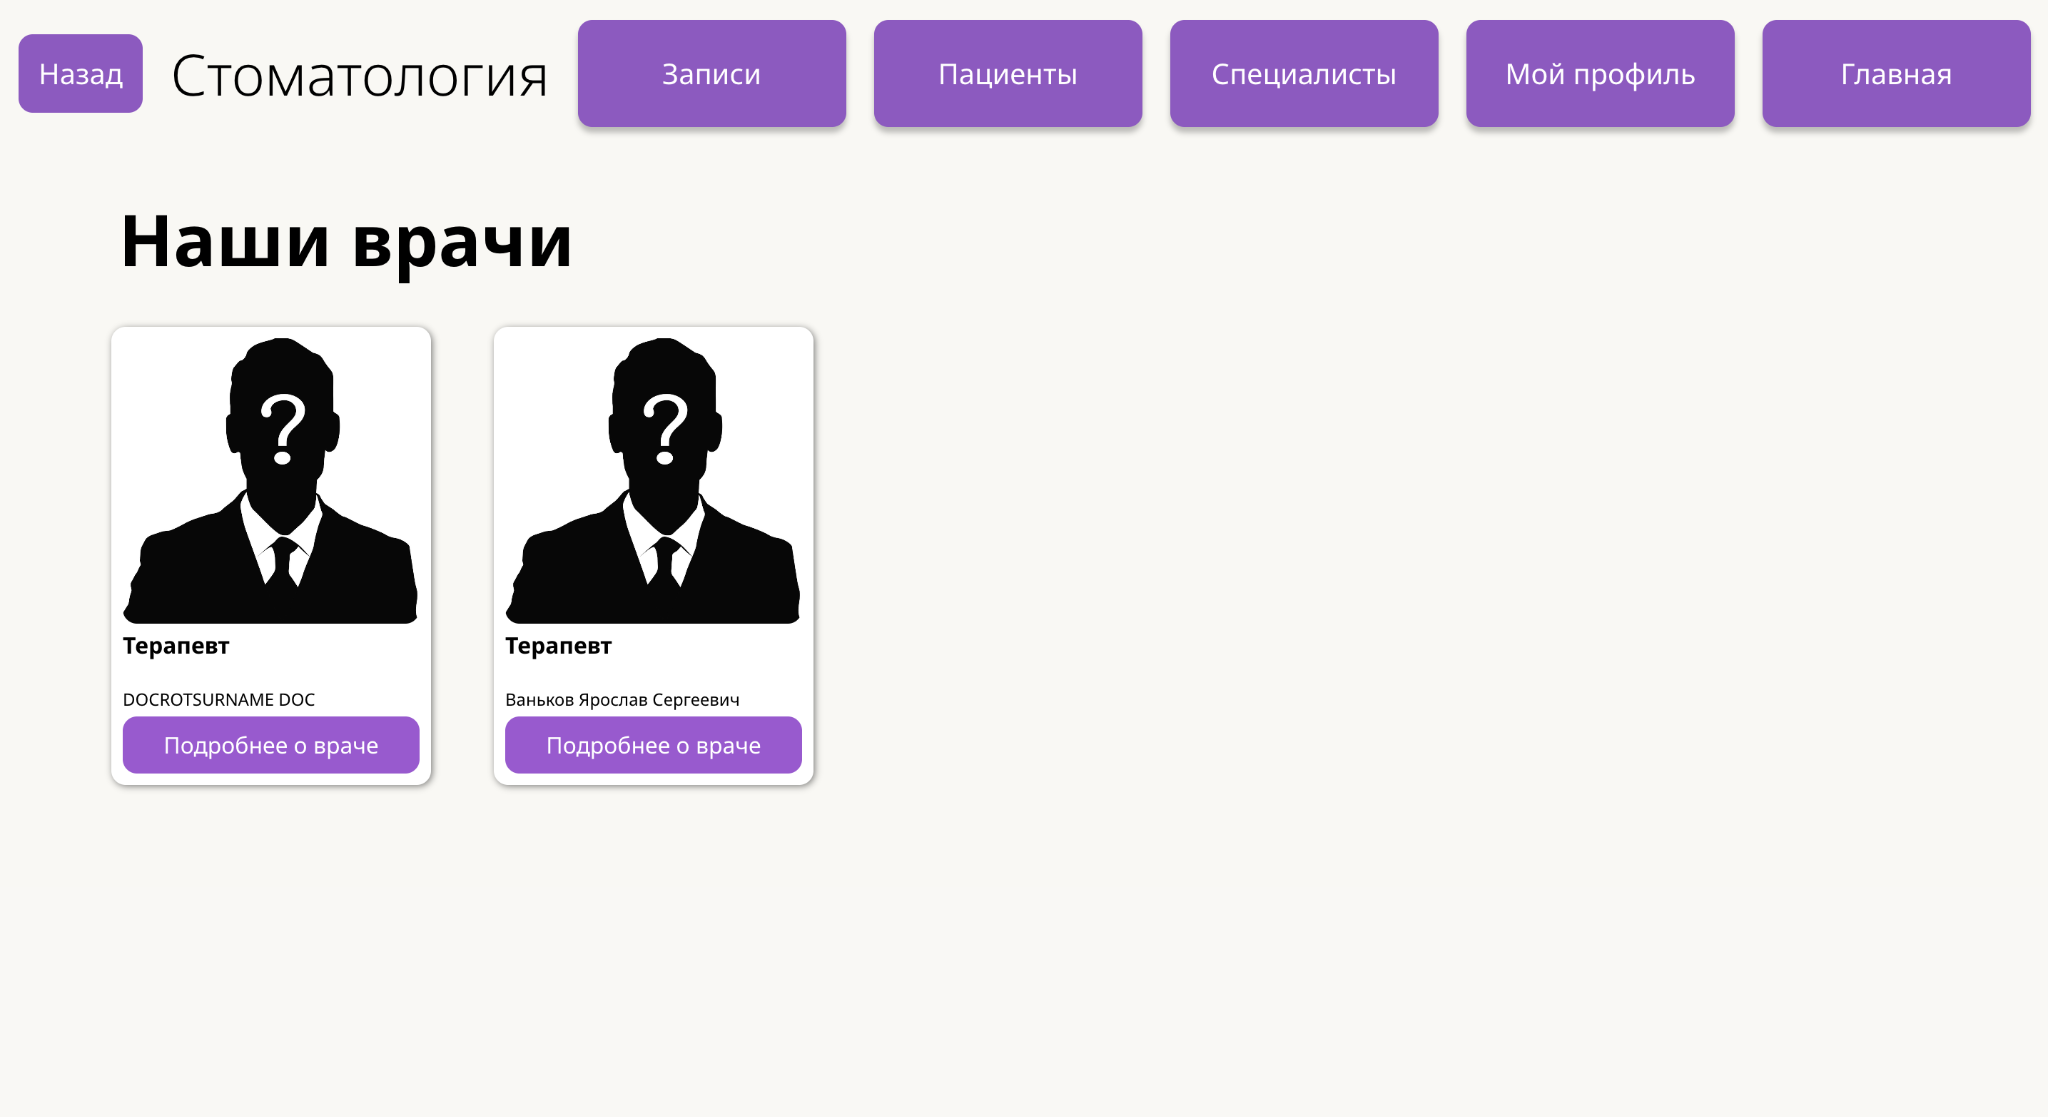 Назад
Стоматология
Записи
Пациенты
Специалисты
Мой профиль
Главная
Наши врачи
?
Терапевт
DOCROTSURNAME DOC
Подробнее о враче
?
Терапевт
Ваньков Ярослав Сергеевич
Подробнее о враче